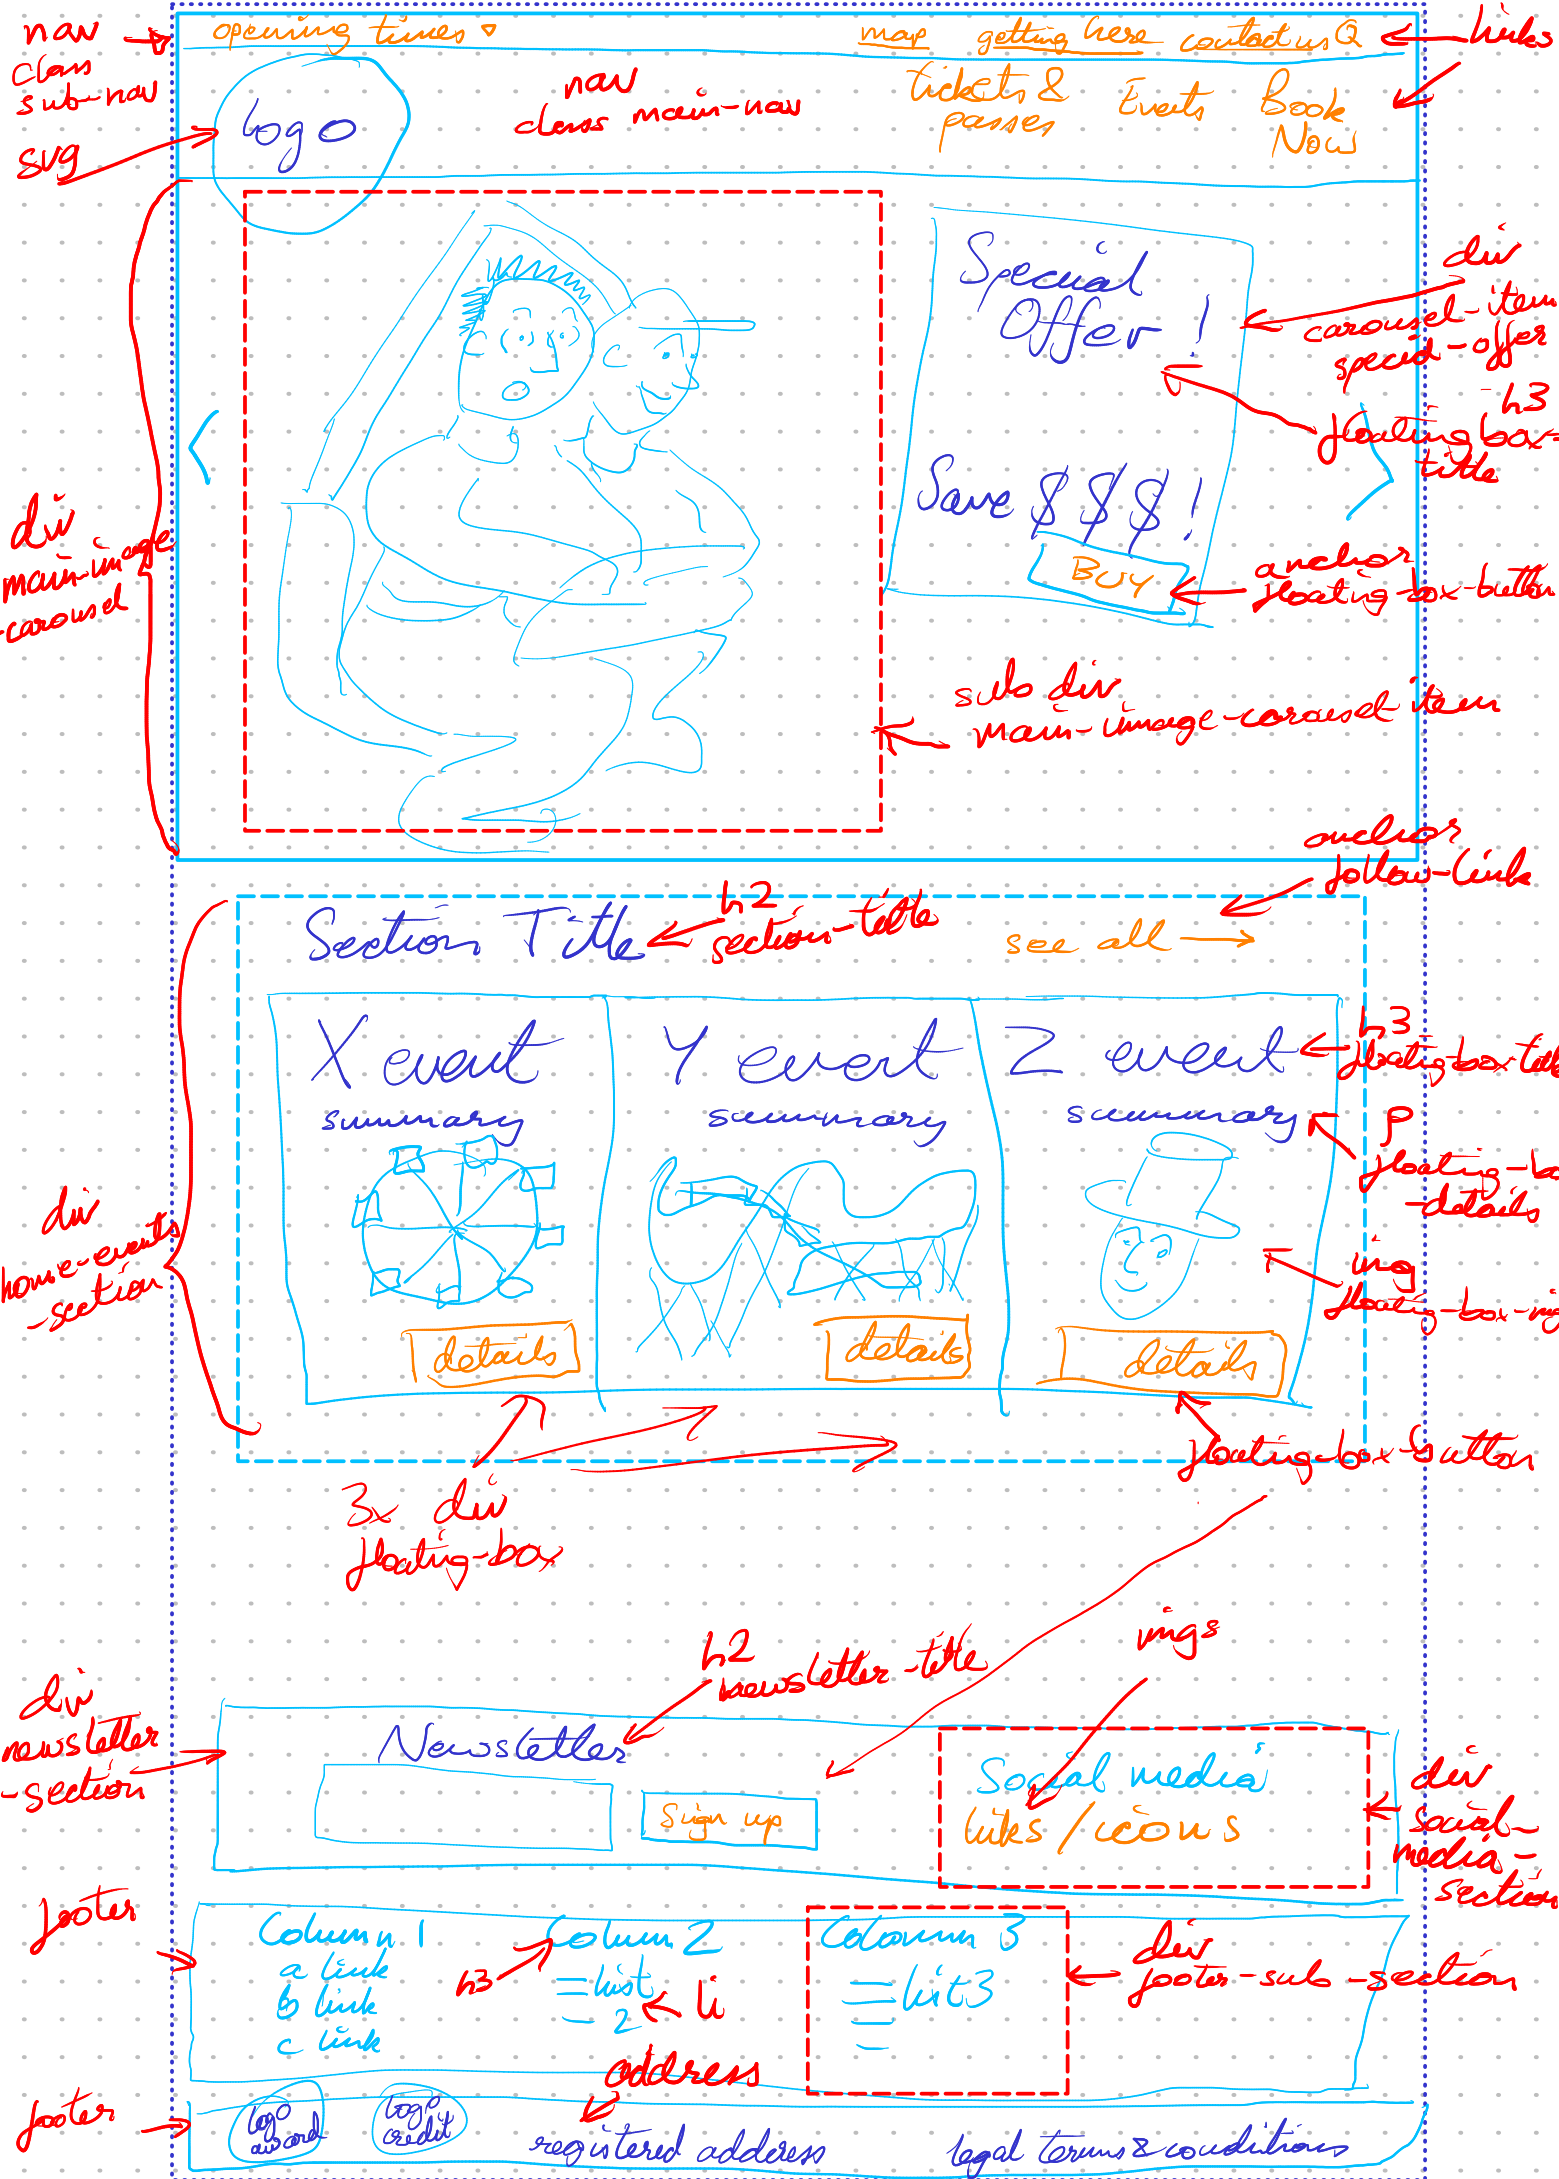 nav
class
sub-nav
opening times
map getting here contact us
links
svg
logo
nav
class main-nav
tickets &
passes
Events
Book
Now
Special
Offer !
div
carousel-item
special-offer
h3
floating box-
title
Save $$$!
BUY
anchor
floating-box-button
div
main-image
-carousel
sub div
main-image-carousel-item
anchor
follow-link
Section Title
h2
section-title
see all
X event
summary
details
Y event
summary
details
Z event
summary
details
h3
floating-box-title
p
floating-bo
-details
img
floating-box-img
div
home-events
-section
floating-box-button
3x div
floating-box
imgs
h2
newsletter-title
div
newsletter
-section
Newsletter
Sign up
Social media
links / icons
div
social-
media-
section
footer
Column 1
a link
b link
c link
h3
Column 2
list
2
li
Column 3
list3
div
footer-sub-section
address
footer
logo
award
Logo
credit
registered address
legal terms & conditions